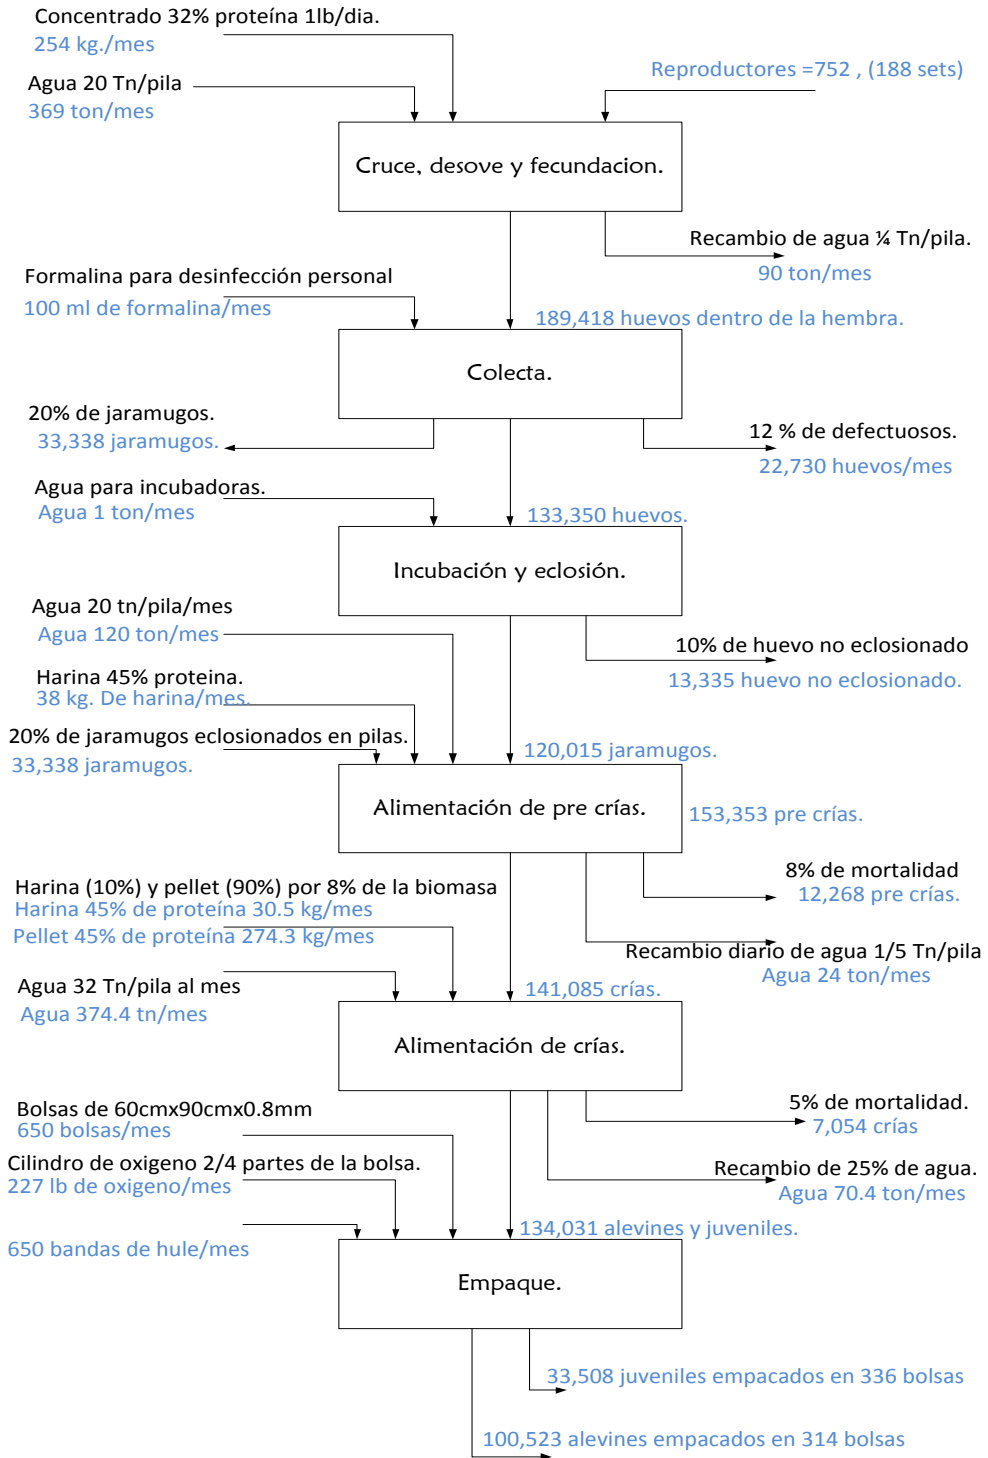 Concentrado 32% proteína 1lb/dia.
254 kg./mes
Reproductores =752 , (188 sets)
Agua 20 Tn/pila
369 ton/mes
Cruce, desove y fecundacion.
Recambio de agua ¼ Tn/pila.
90 ton/mes
Formalina para desinfección personal
100 ml de formalina/mes
189,418 huevos dentro de la hembra.
Colecta.
20% de jaramugos.
33,338 jaramugos.
12 % de defectuosos.
22,730 huevos/mes
Agua para incubadoras.
Agua 1 ton/mes
133,350 huevos.
Incubación y eclosión.
Agua 20 tn/pila/mes
Agua 120 ton/mes
10% de huevo no eclosionado
13,335 huevo no eclosionado.
Harina 45% proteina.
38 kg. De harina/mes.
20% de jaramugos eclosionados en pilas.
33,338 jaramugos.
120,015 jaramugos.
Alimentación de pre crías.
153,353 pre crías.
8% de mortalidad
12,268 pre crías.
Harina (10%) y pellet (90%) por 8% de la biomasa
Harina 45% de proteína 30.5 kg/mes
Pellet 45% de proteína 274.3 kg/mes
Recambio diario de agua 1/5 Tn/pila
Agua 24 ton/mes
Agua 32 Tn/pila al mes
Agua 374.4 tn/mes
141,085 crías.
Alimentación de crías.
5% de mortalidad.
7,054 crías
Bolsas de 60cmx90cmx0.8mm
650 bolsas/mes
Cilindro de oxigeno 2/4 partes de la bolsa.
227 lb de oxigeno/mes
Recambio de 25% de agua.
Agua 70.4 ton/mes
650 bandas de hule/mes
134,031 alevines y juveniles.
Empaque.
33,508 juveniles empacados en 336 bolsas
100,523 alevines empacados en 314 bolsas